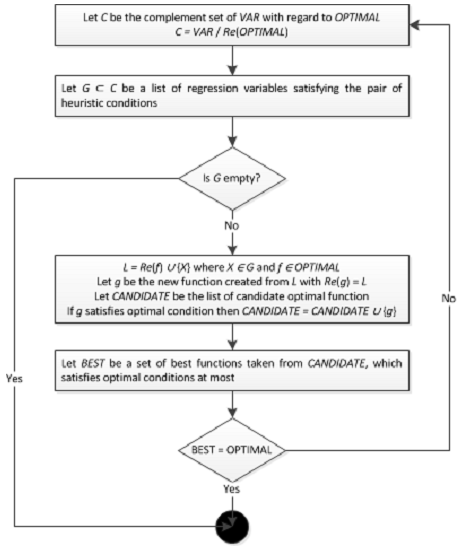 Let C be the complement set of VAR with regard to OPTIMAL
C = VAR / Re(OPTIMAL)
Let G ⊂ C be a list of regression variables satisfying the pair of
heuristic conditions
Is G empty?
No
L = Re(f) ∪ {X} where X ∈ G and f ∈ OPTIMAL
Let g be the new function created from L with Re(g) = L
Let CANDIDATE be the list of candidate optimal function
If g satisfies optimal condition then CANDIDATE = CANDIDATE ∪ {g}
No
Let BEST be a set of best functions taken from CANDIDATE, which
satisfies optimal conditions at most
Yes
BEST = OPTIMAL
Yes